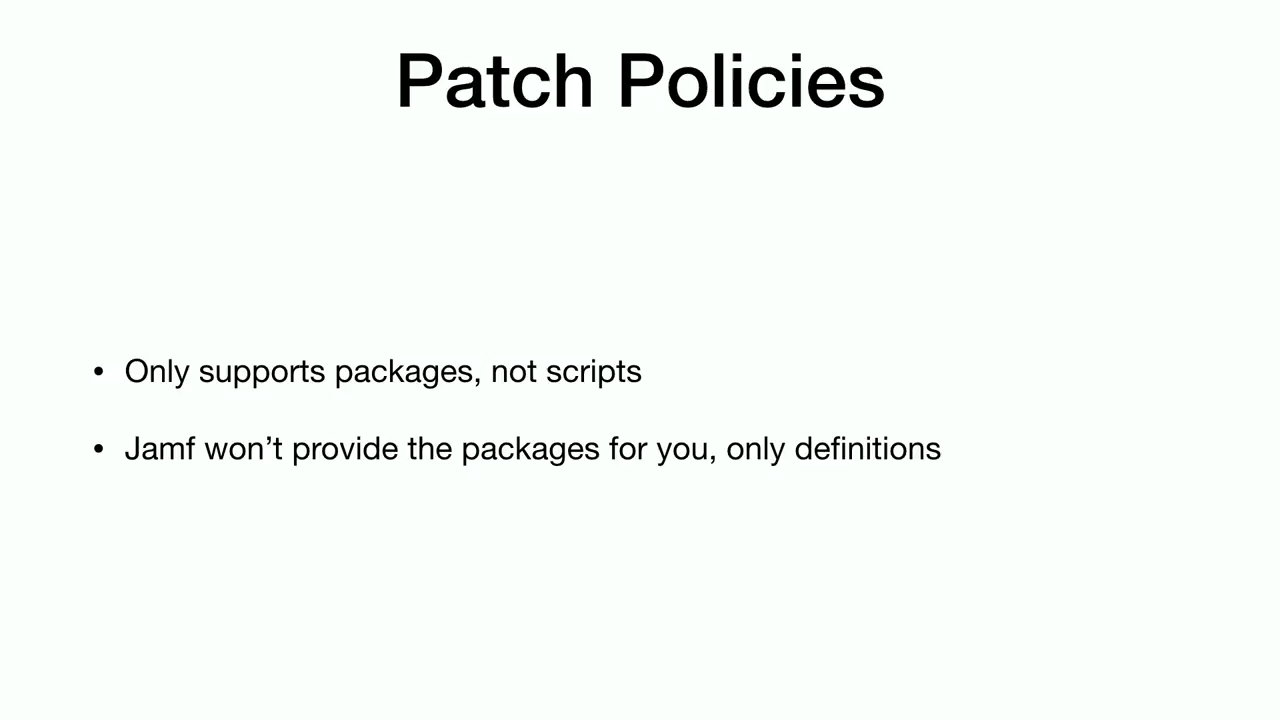 Patch Policies
• Only supports packages, not scripts
• Jamf won’t provide the packages for you, only definitions